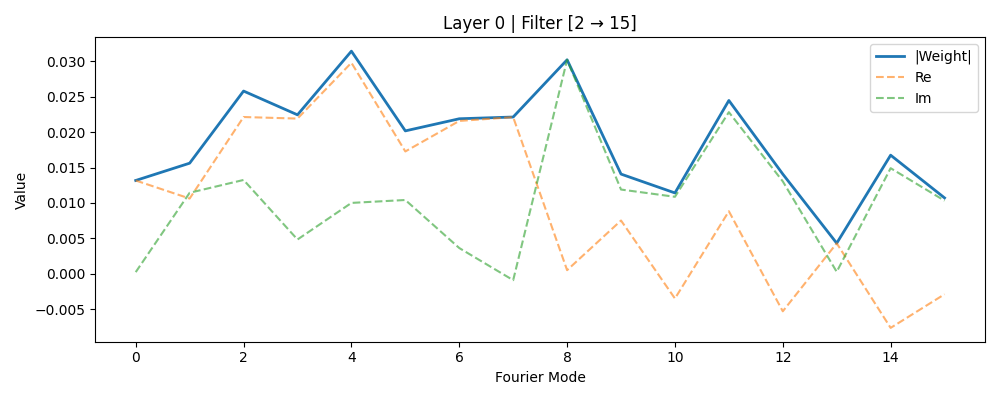 Layer 0 | Filter [2 → 15]
|Weight|
Re
Im
Value
0.030
0.025
0.020
0.015
0.010
0.005
0.000
−0.005
0 2 4 6 8 10 12 14
Fourier Mode